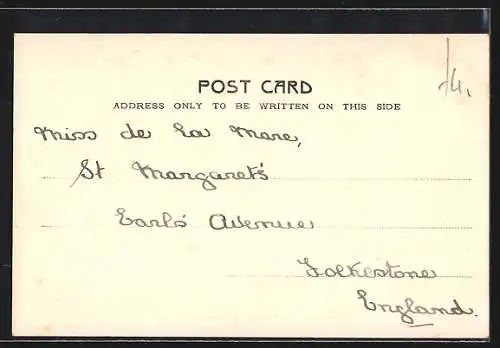 POST CARD
ADDRESS ONLY TO BE WRITTEN ON THIS SIDE
Miss de La Mare,
St Margaret's
Earls' Avenue
Folkestone
England.